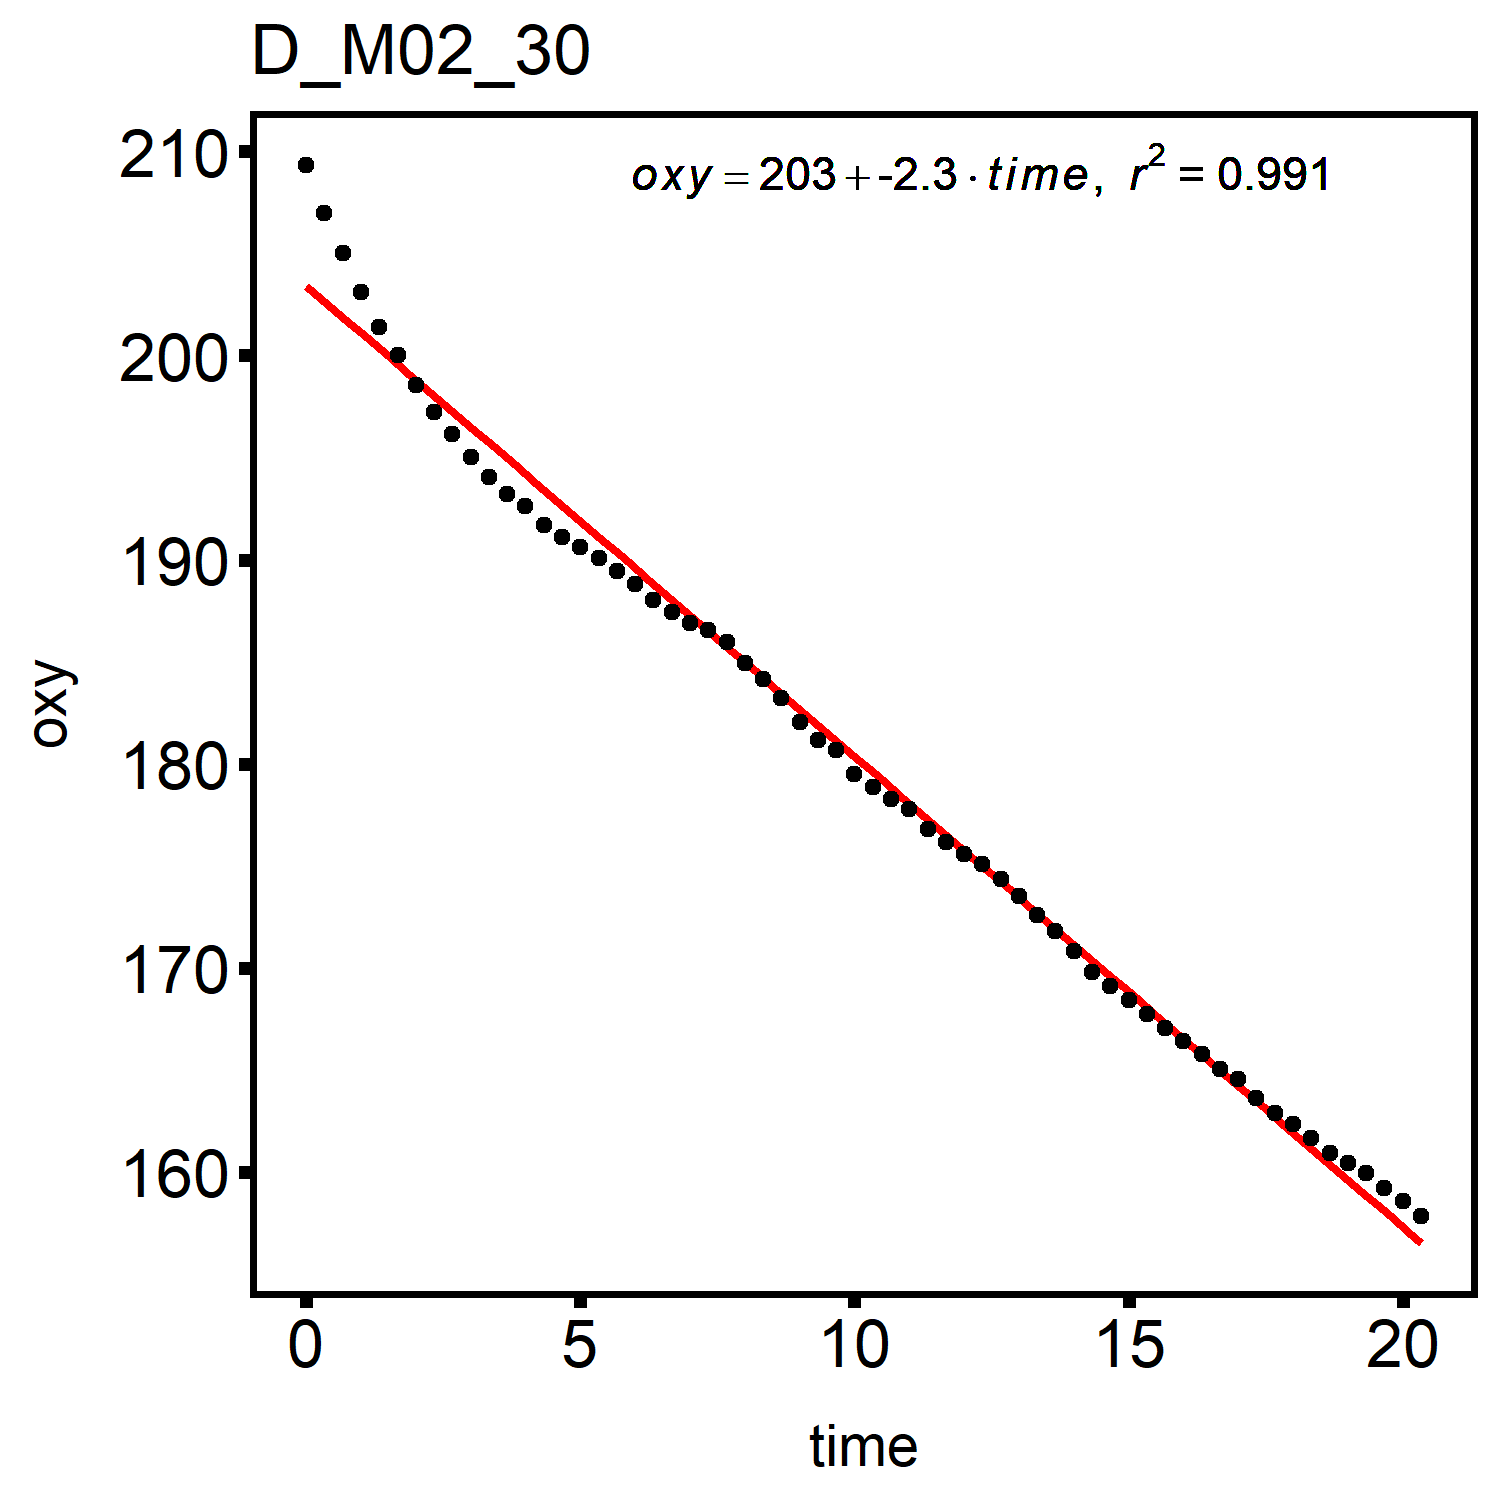 D_M02_30
oxy = 203 + -2.3 · time, r² = 0.991
210
200
190
180
170
160
oxy
0 5 10 15 20
time